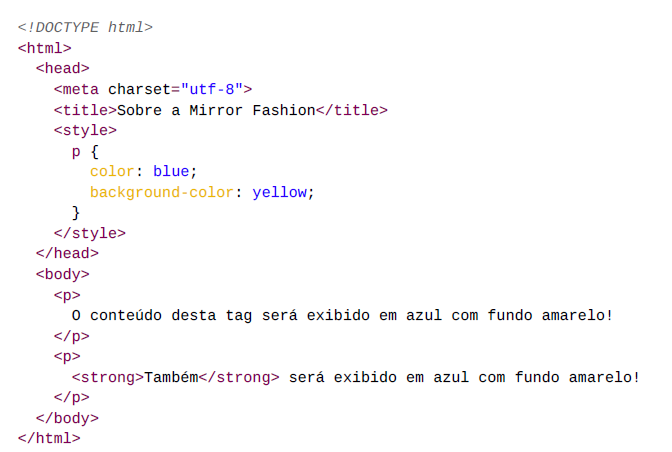 <!DOCTYPE html>
<html>
  <head>
    <meta charset="utf-8">
    <title>Sobre a Mirror Fashion</title>
    <style>
      p {
        color: blue;
        background-color: yellow;
      }
    </style>
  </head>
  <body>
    <p>
      O conteúdo desta tag será exibido em azul com fundo amarelo!
    </p>
    <p>
      <strong>Também</strong> será exibido em azul com fundo amarelo!
    </p>
  </body>
</html>